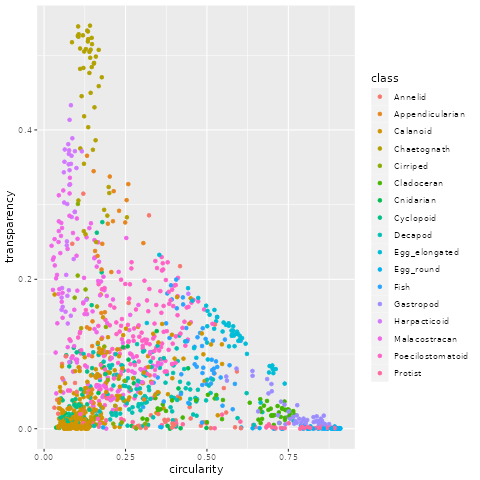 class
Annelid
Appendicularian
Calanoid
Chaetognath
Cirriped
Cladoceran
Cnidarian
Cyclopoid
Decapod
Egg_elongated
Egg_round
Fish
Gastropod
Harpacticoid
Malacostracan
Poecilostomatoid
Protist
transparency
0.4
0.2
0.0
0.00 0.25 0.50 0.75
circularity